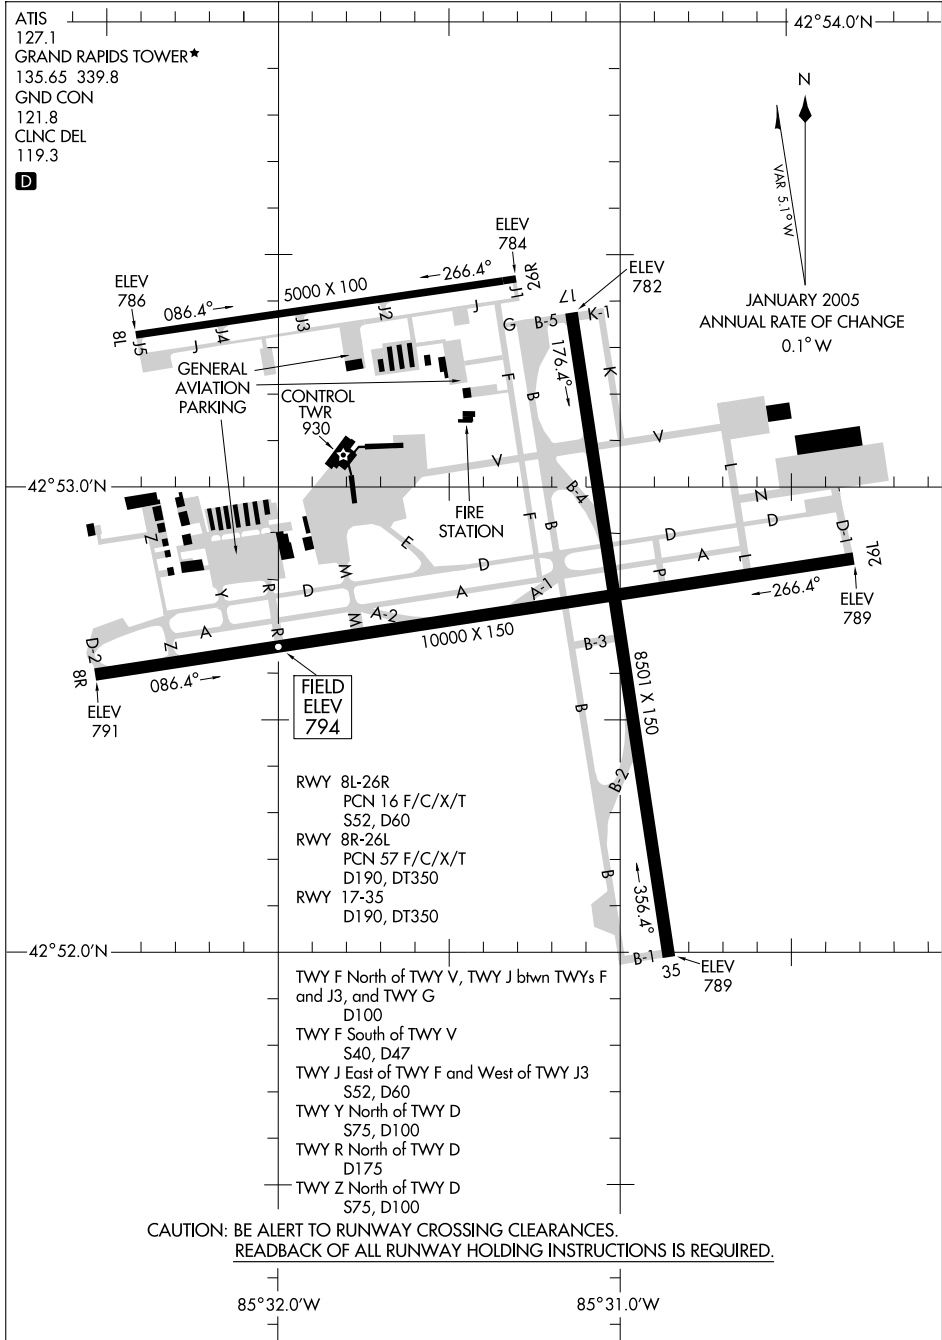 ATIS
127.1
GRAND RAPIDS TOWER★
135.65 339.8
GND CON
121.8
CLNC DEL
119.3
D
42°54.0'N
N
VAR 5.1° W
JANUARY 2005
ANNUAL RATE OF CHANGE
0.1° W
ELEV
784
ELEV
786
ELEV
782
8L
086.4°
5000 X 100
266.4°
26R
J5
J
J4
J3
J2
J
J1
G
B-5
17
K-1
176.4°
K
F
B
GENERAL
AVIATION
PARKING
CONTROL
TWR
930
V
V
L
42°53.0'N
FIRE
STATION
B-4
N
Z
F
B
E
D
D
D
D-1
26L
Y
R
D
M
A
A-1
P
A
L
266.4°
ELEV
789
D-2
Z
A
R
M
A-2
10000 X 150
B-3
8R
086.4°
ELEV
791
FIELD
ELEV
794
B
8501 X 150
B-2
B
356.4°
RWY 8L-26R
PCN 16 F/C/X/T
S52, D60
RWY 8R-26L
PCN 57 F/C/X/T
D190, DT350
RWY 17-35
D190, DT350
42°52.0'N
B-1
35
ELEV
789
TWY F North of TWY V, TWY J btwn TWYs F
and J3, and TWY G
D100
TWY F South of TWY V
S40, D47
TWY J East of TWY F and West of TWY J3
S52, D60
TWY Y North of TWY D
S75, D100
TWY R North of TWY D
D175
TWY Z North of TWY D
S75, D100
CAUTION: BE ALERT TO RUNWAY CROSSING CLEARANCES.
READBACK OF ALL RUNWAY HOLDING INSTRUCTIONS IS REQUIRED.
85°32.0'W
85°31.0'W